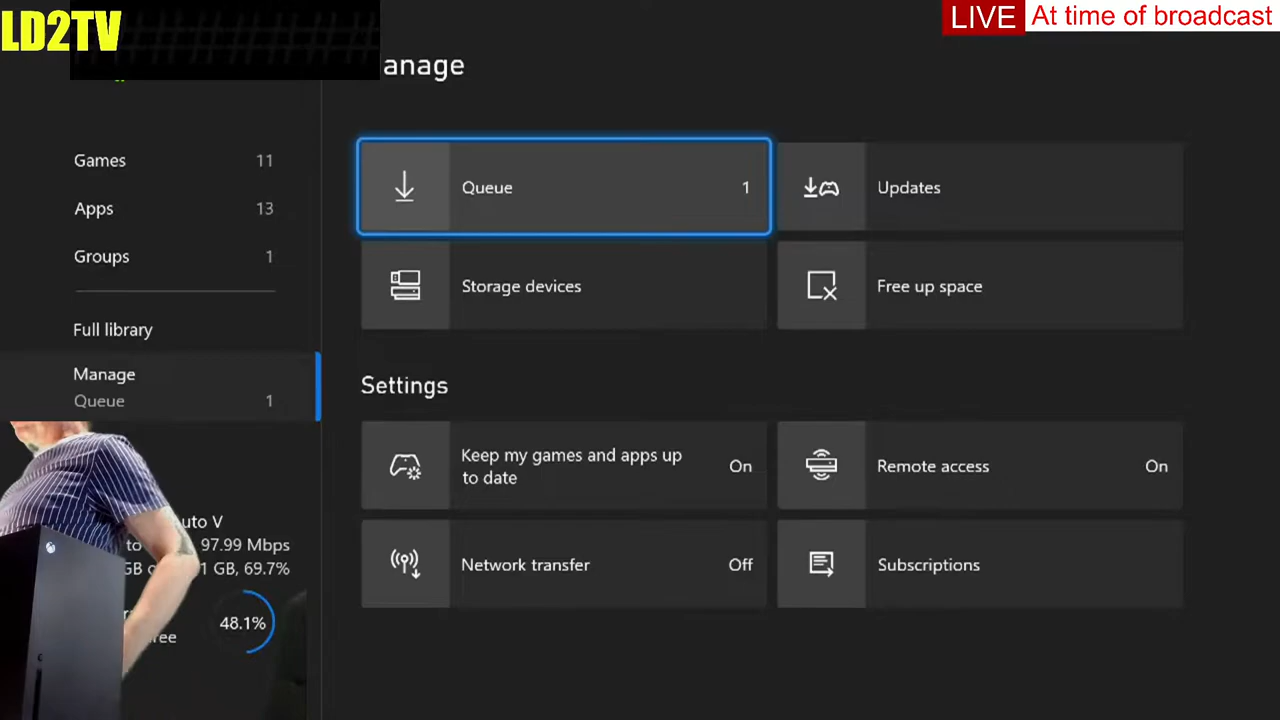 LD2TV
LIVE At time of broadcast
anage
Games 11
Apps 13
Groups 1
Full library
Manage
Queue 1
uto V
to 97.99 Mbps
GB 1 GB, 69.7%
48.1%
ree
Queue 1
Updates
Storage devices
Free up space
Settings
Keep my games and apps up
to date
On
Remote access On
Network transfer Off
Subscriptions